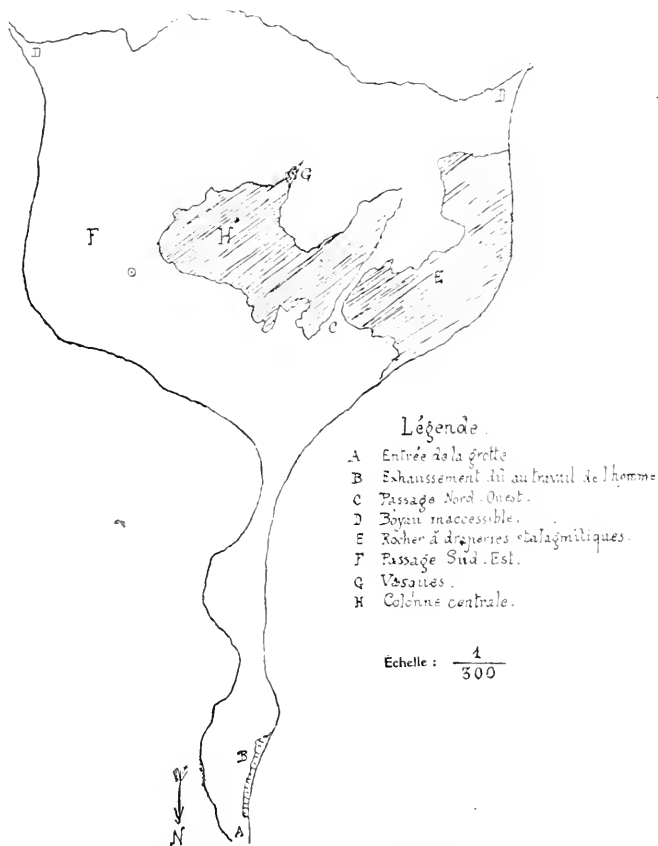 D
D
G
H
F
E
C
Légende.
A Entrée de la grotte
B Exhaussement dû au travail de l'homme
C Passage Nord-Ouest.
D Boyau inaccessible.
E Rocher à draperies stalagmitiques.
F Passage Sud-Est.
G Vasques.
H Colonne centrale.
Échelle : 1/300
B
A
N